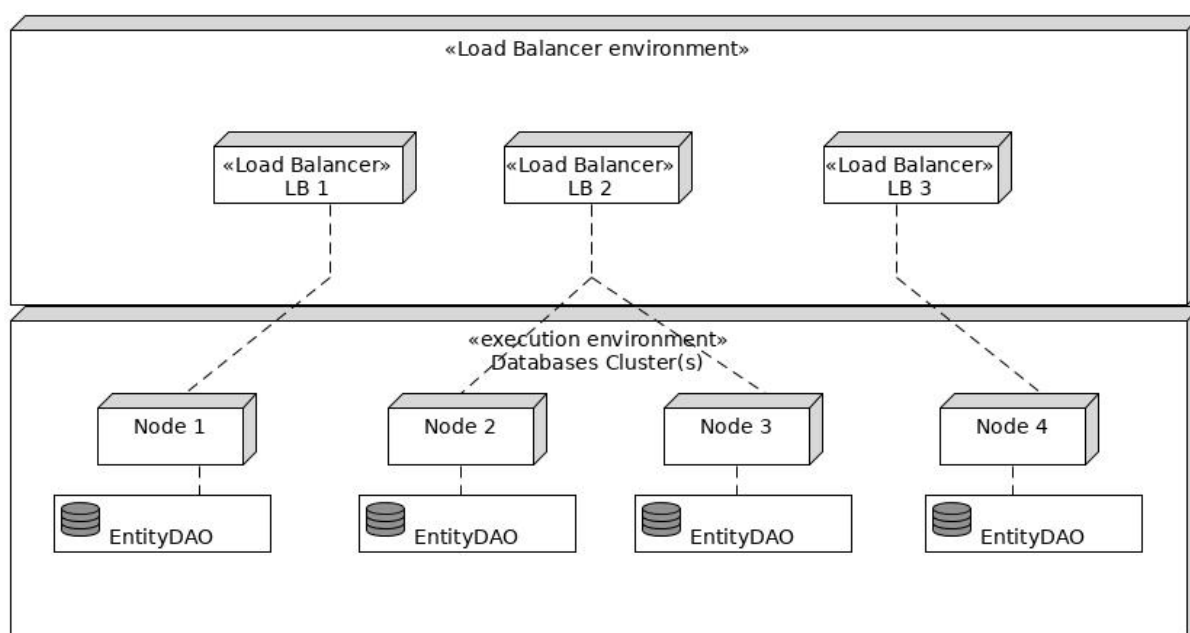 «Load Balancer environment»
«Load Balancer»
LB 1
«Load Balancer»
LB 2
«Load Balancer»
LB 3
«execution environment»
Databases Cluster(s)
Node 1
Node 2
Node 3
Node 4
EntityDAO
EntityDAO
EntityDAO
EntityDAO